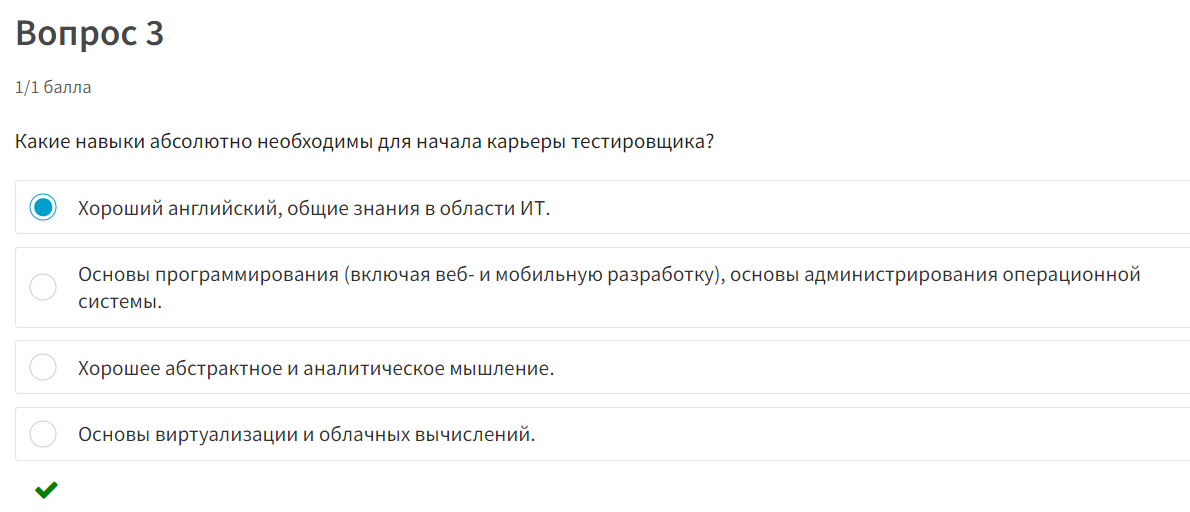 Вопрос 3
1/1 балла
Какие навыки абсолютно необходимы для начала карьеры тестировщика?
Хороший английский, общие знания в области ИТ.
Основы программирования (включая веб- и мобильную разработку), основы администрирования операционной
системы.
Хорошее абстрактное и аналитическое мышление.
Основы виртуализации и облачных вычислений.